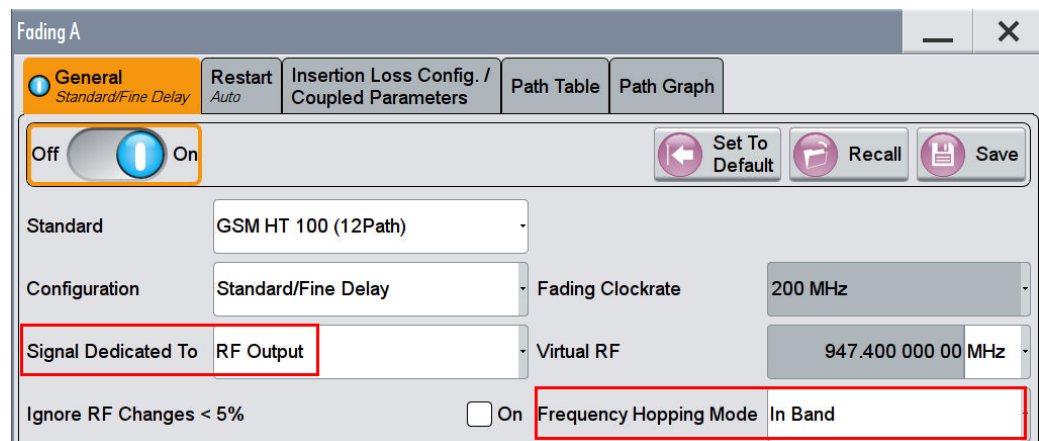 Fading A
General
Standard/Fine Delay
Restart
Auto
Insertion Loss Config. /
Coupled Parameters
Path Table
Path Graph
Off
On
Set To
Default
Recall
Save
Standard
GSM HT 100 (12Path)
Configuration
Standard/Fine Delay
Fading Clockrate
200 MHz
Signal Dedicated To
RF Output
Virtual RF
947.400 000 00 MHz
Ignore RF Changes < 5%
On
Frequency Hopping Mode
In Band